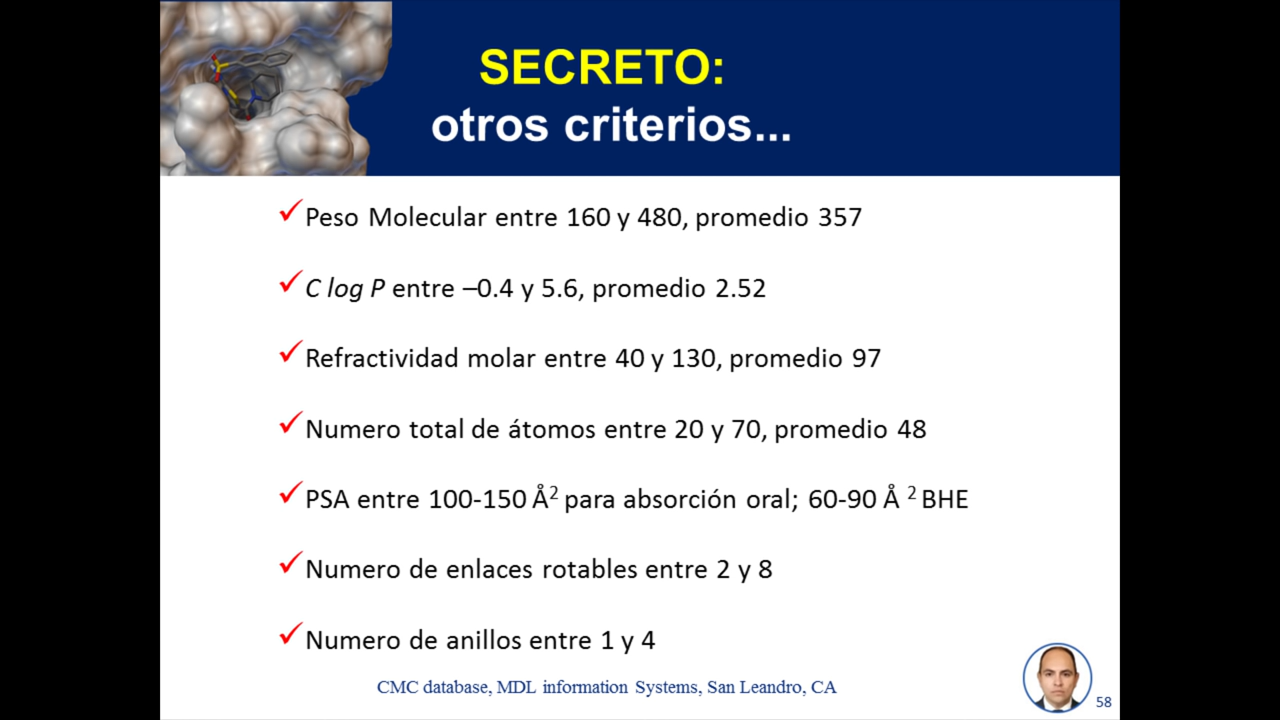 SECRETO:
otros criterios...
✓Peso Molecular entre 160 y 480, promedio 357
✓C log P entre –0.4 y 5.6, promedio 2.52
✓Refractividad molar entre 40 y 130, promedio 97
✓Numero total de átomos entre 20 y 70, promedio 48
✓PSA entre 100-150 Å² para absorción oral; 60-90 Å ² BHE
✓Numero de enlaces rotables entre 2 y 8
✓Numero de anillos entre 1 y 4
CMC database, MDL information Systems, San Leandro, CA
58